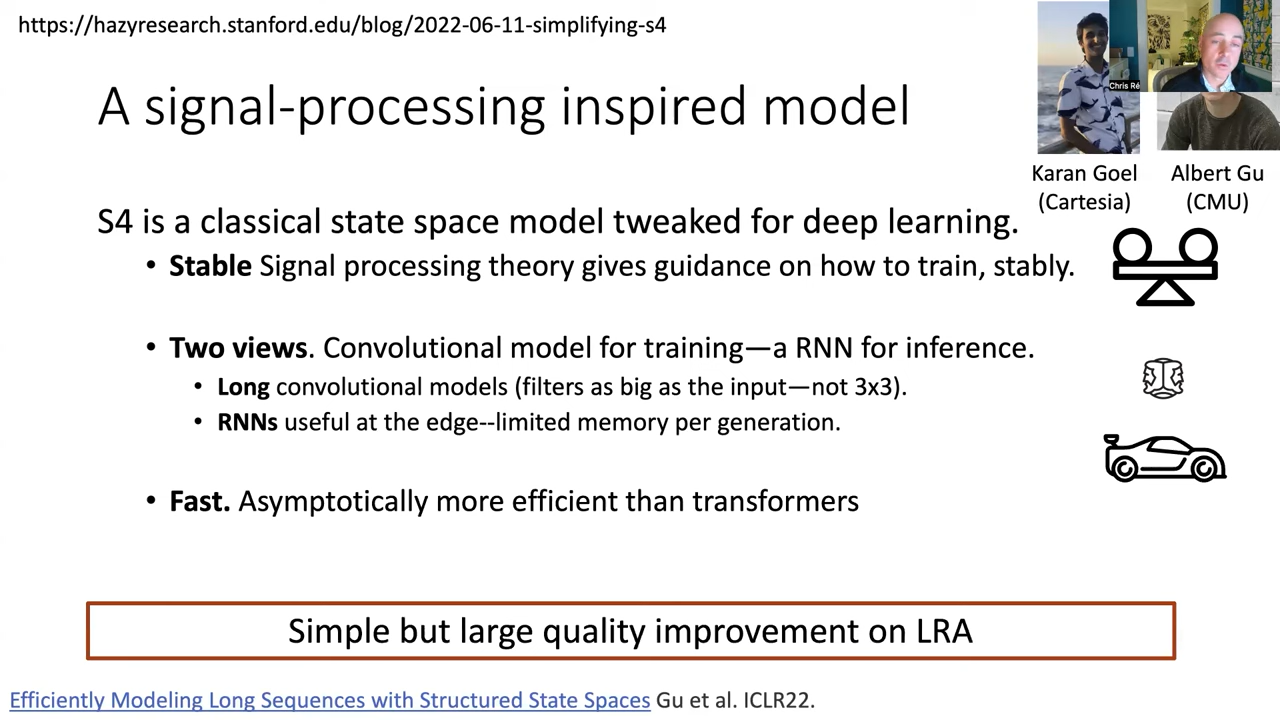 https://hazyresearch.stanford.edu/blog/2022-06-11-simplifying-s4
A signal-processing inspired model
Chris Ré
Karan Goel
(Cartesia)
Albert Gu
(CMU)
S4 is a classical state space model tweaked for deep learning.
• Stable Signal processing theory gives guidance on how to train, stably.
• Two views. Convolutional model for training—a RNN for inference.
• Long convolutional models (filters as big as the input—not 3x3).
• RNNs useful at the edge--limited memory per generation.
• Fast. Asymptotically more efficient than transformers
Simple but large quality improvement on LRA
Efficiently Modeling Long Sequences with Structured State Spaces Gu et al. ICLR22.